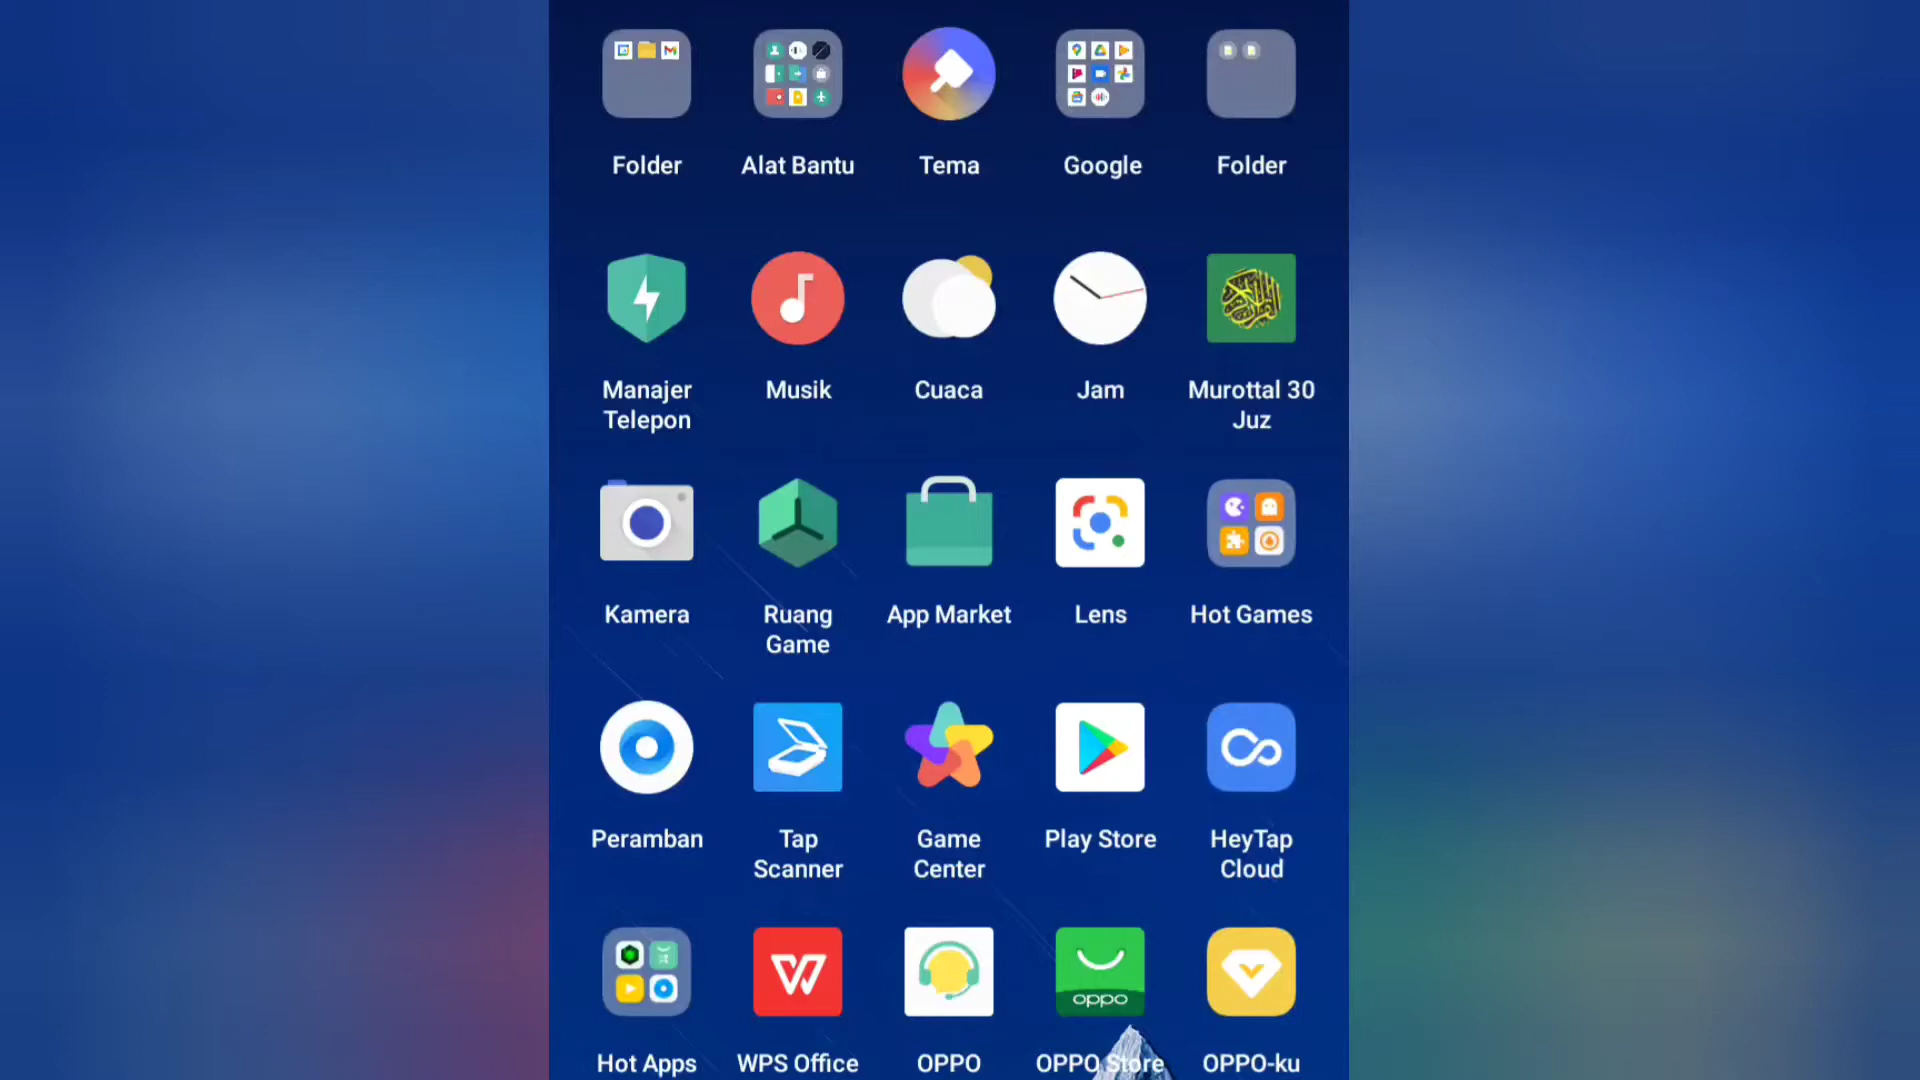 Folder
Alat Bantu
Tema
Google
Folder
Manajer
Telepon
Musik
Cuaca
Jam
Murottal 30
Juz
Kamera
Ruang
Game
App Market
Lens
Hot Games
Peramban
Tap
Scanner
Game
Center
Play Store
HeyTap
Cloud
oppo
Hot Apps
WPS Office
OPPO
OPPO Store
OPPO-ku